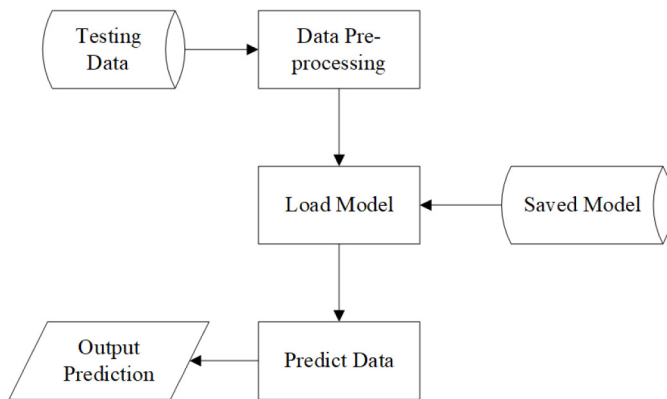 Testing
Data
Data Pre-
processing
Load Model
Saved Model
Output
Prediction
Predict Data